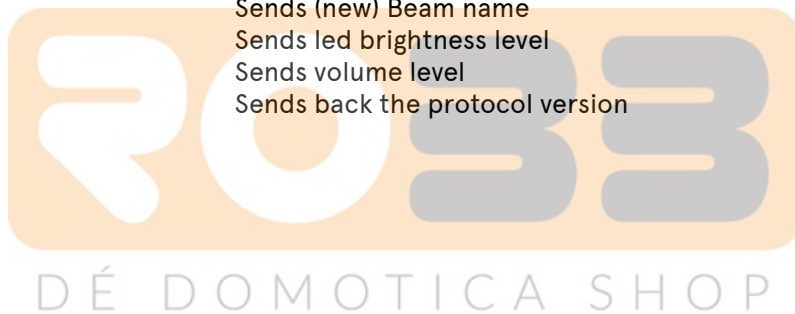 Sends (new) Beam name
Sends led brightness level
Sends volume level
Sends back the protocol version
ROBB
DÉ DOMOTICA SHOP